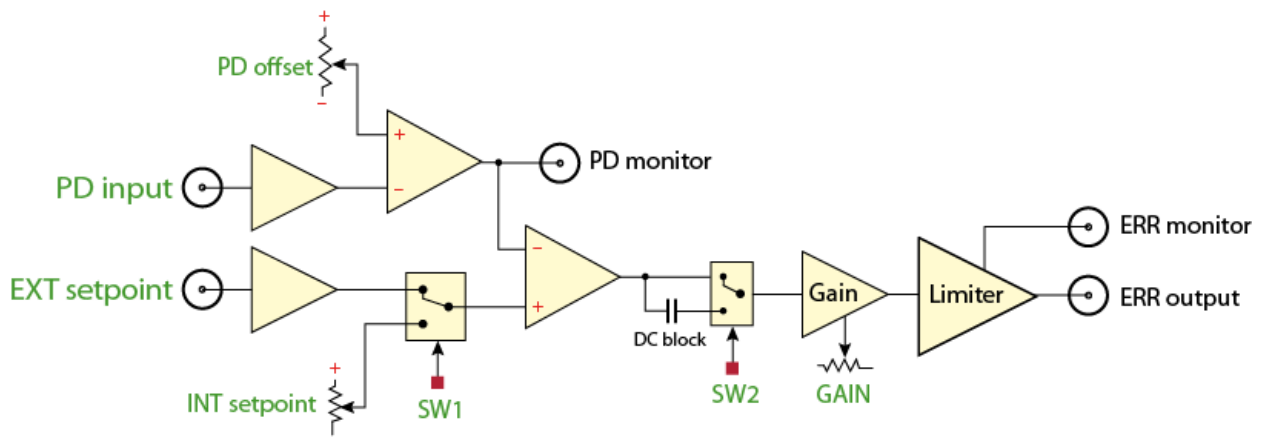 +
PD offset
−
+
−
PD input
PD monitor
EXT setpoint
−
+
DC block
Gain
Limiter
ERR monitor
ERR output
+
INT setpoint
SW1
SW2
GAIN